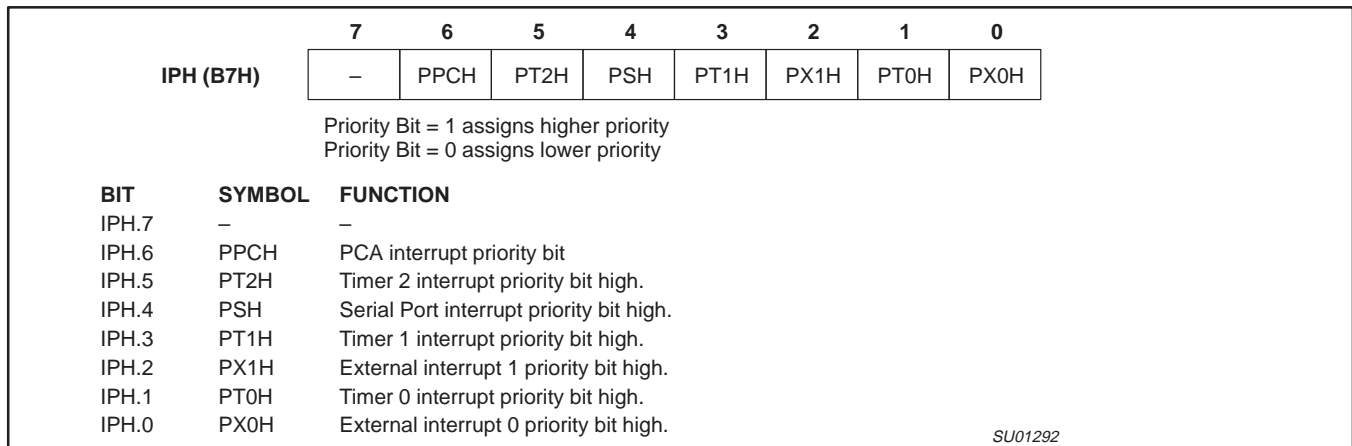 7 6 5 4 3 2 1 0
IPH (B7H) – PPCH PT2H PSH PT1H PX1H PT0H PX0H
Priority Bit = 1 assigns higher priority
Priority Bit = 0 assigns lower priority
BIT SYMBOL FUNCTION
IPH.7 – –
IPH.6 PPCH PCA interrupt priority bit
IPH.5 PT2H Timer 2 interrupt priority bit high.
IPH.4 PSH Serial Port interrupt priority bit high.
IPH.3 PT1H Timer 1 interrupt priority bit high.
IPH.2 PX1H External interrupt 1 priority bit high.
IPH.1 PT0H Timer 0 interrupt priority bit high.
IPH.0 PX0H External interrupt 0 priority bit high.
SU01292